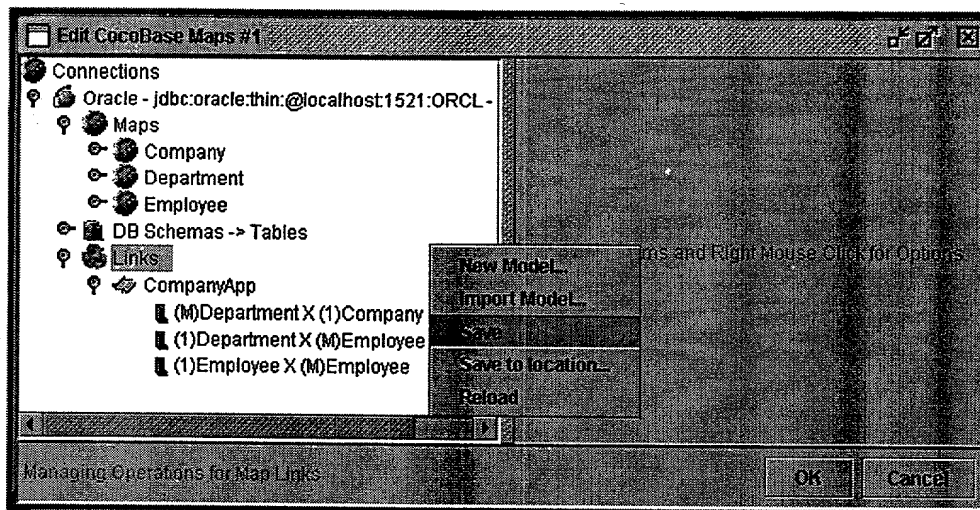 Edit CocoBase Maps #1
Connections
Oracle - jdbc:oracle:thin:@localhost:1521:ORCL -
Maps
Company
Department
Employee
DB Schemas -> Tables
Links
CompanyApp
(M)Department X (1)Company
(1)Department X (M)Employee
(1)Employee X (M)Employee
New Model...
Import Model...
Save
Save to location...
Reload
ms and Right Mouse Click for Options
Managing Operations for Map Links
OK
Cancel